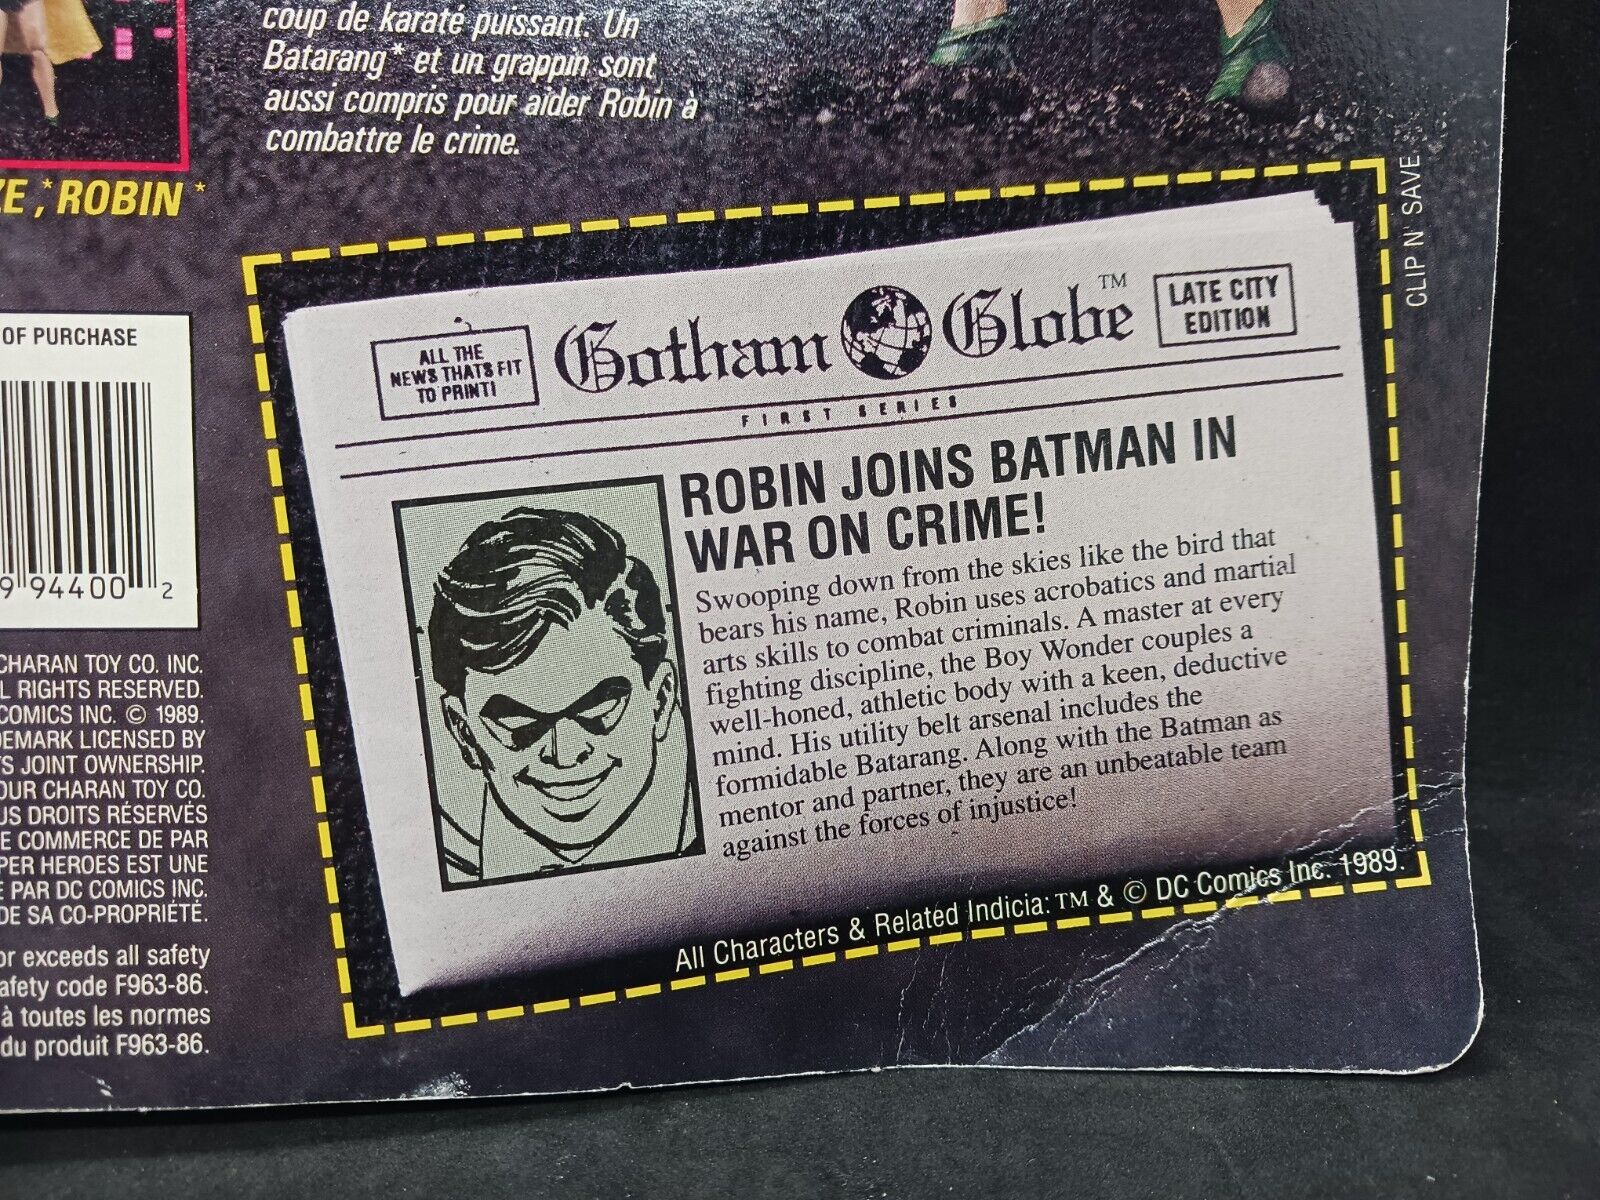 coup de karaté puissant. Un
Batarang* et un grappin sont
aussi compris pour aider Robin à
combattre le crime.
ZE,* ROBIN*
OF PURCHASE
9 94400 2
CHARAN TOY CO. INC.
L RIGHTS RESERVED.
COMICS INC. © 1989.
DEMARK LICENSED BY
S JOINT OWNERSHIP.
OUR CHARAN TOY CO.
US DROITS RÉSERVÉS
E COMMERCE DE PAR
PER HEROES EST UNE
E PAR DC COMICS INC.
DE SA CO-PROPRIÉTÉ.
or exceeds all safety
afety code F963-86.
à toutes les normes
du produit F963-86.
CLIP N' SAVE
ALL THE
NEWS THATS FIT
TO PRINT!
Gotham Globe™
LATE CITY
EDITION
FIRST SERIES
ROBIN JOINS BATMAN IN
WAR ON CRIME!
Swooping down from the skies like the bird that
bears his name, Robin uses acrobatics and martial
arts skills to combat criminals. A master at every
fighting discipline, the Boy Wonder couples a
well-honed, athletic body with a keen, deductive
mind. His utility belt arsenal includes the
formidable Batarang. Along with the Batman as
mentor and partner, they are an unbeatable team
against the forces of injustice!
All Characters & Related Indicia: TM & © DC Comics Inc. 1989.